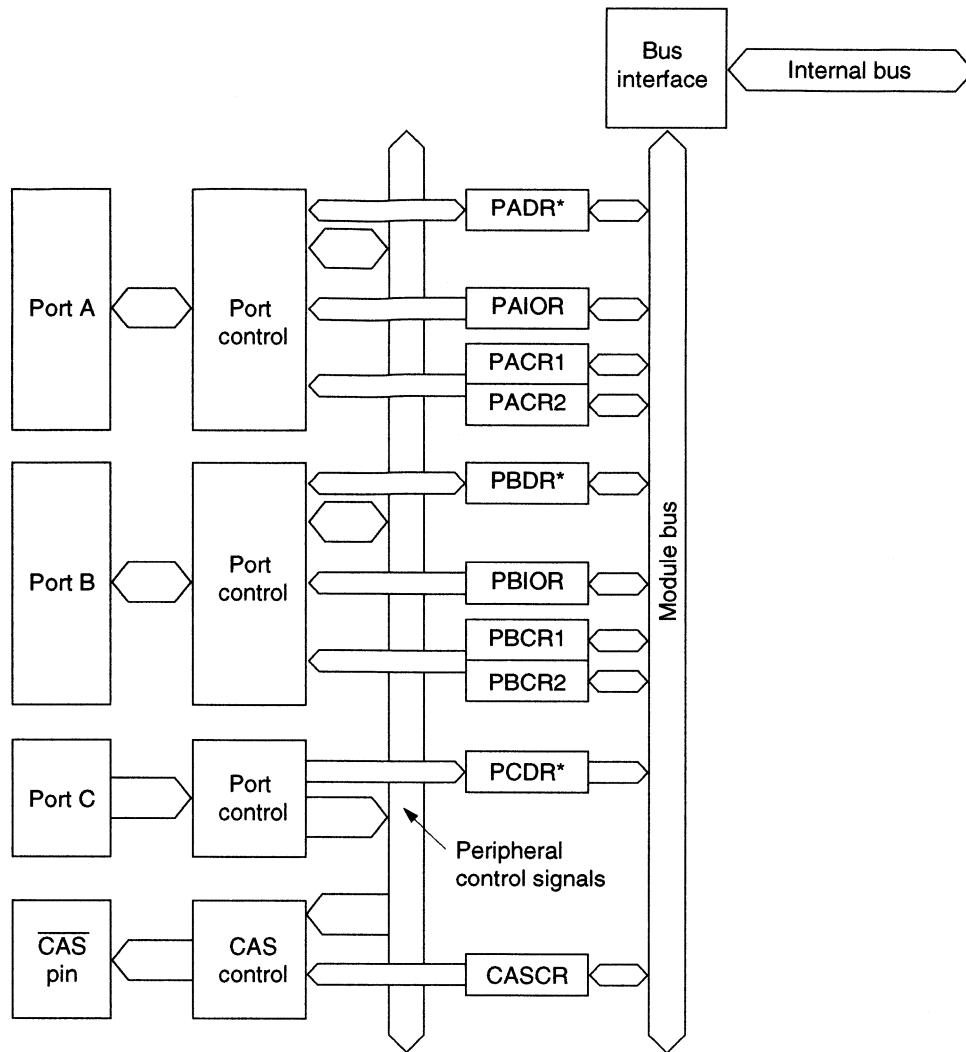 Bus
interface
Internal bus
Port A
Port
control
PADR*
PAIOR
PACR1
PACR2
Port B
Port
control
PBDR*
PBIOR
PBCR1
PBCR2
Module bus
Port C
Port
control
PCDR*
Peripheral
control signals
CAS
pin
CAS
control
CASCR